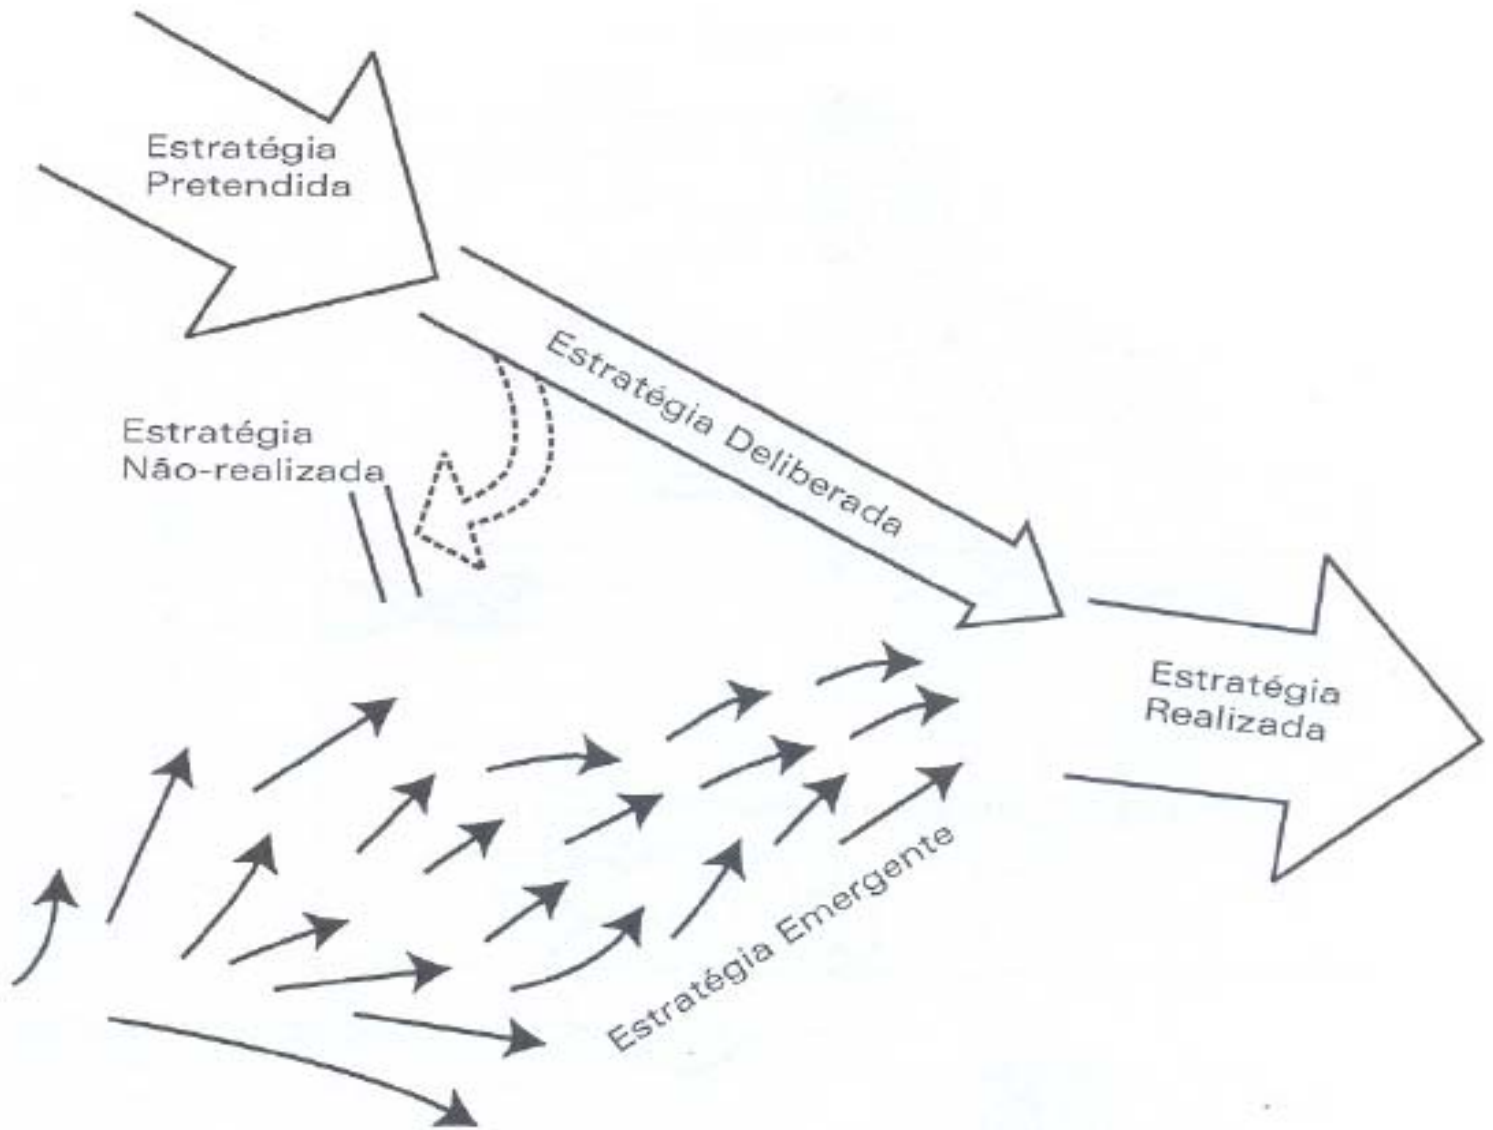 Estratégia
Pretendida
Estratégia Deliberada
Estratégia
Não-realizada
Estratégia
Realizada
Estratégia Emergente